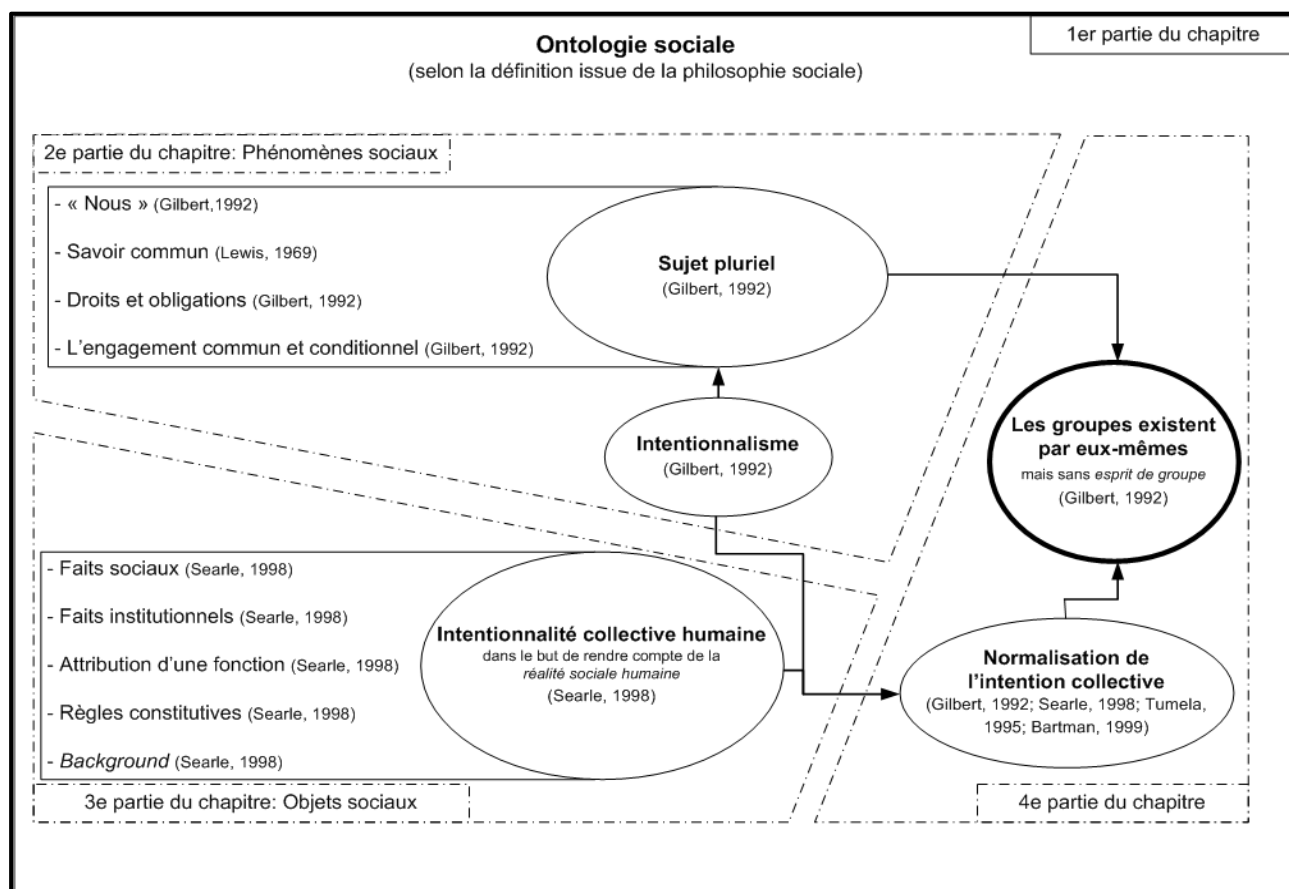 1er partie du chapitre
Ontologie sociale
(selon la définition issue de la philosophie sociale)
2e partie du chapitre: Phénomènes sociaux
- « Nous » (Gilbert,1992)
- Savoir commun (Lewis, 1969)
- Droits et obligations (Gilbert, 1992)
- L'engagement commun et conditionnel (Gilbert, 1992)
Sujet pluriel
(Gilbert, 1992)
Intentionnalisme
(Gilbert, 1992)
Les groupes existent
par eux-mêmes
mais sans esprit de groupe
(Gilbert, 1992)
- Faits sociaux (Searle, 1998)
- Faits institutionnels (Searle, 1998)
- Attribution d'une fonction (Searle, 1998)
- Règles constitutives (Searle, 1998)
- Background (Searle, 1998)
Intentionnalité collective humaine
dans le but de rendre compte de la
réalité sociale humaine
(Searle, 1998)
Normalisation de
l'intention collective
(Gilbert, 1992; Searle, 1998; Tumela,
1995; Bartman, 1999)
3e partie du chapitre: Objets sociaux
4e partie du chapitre